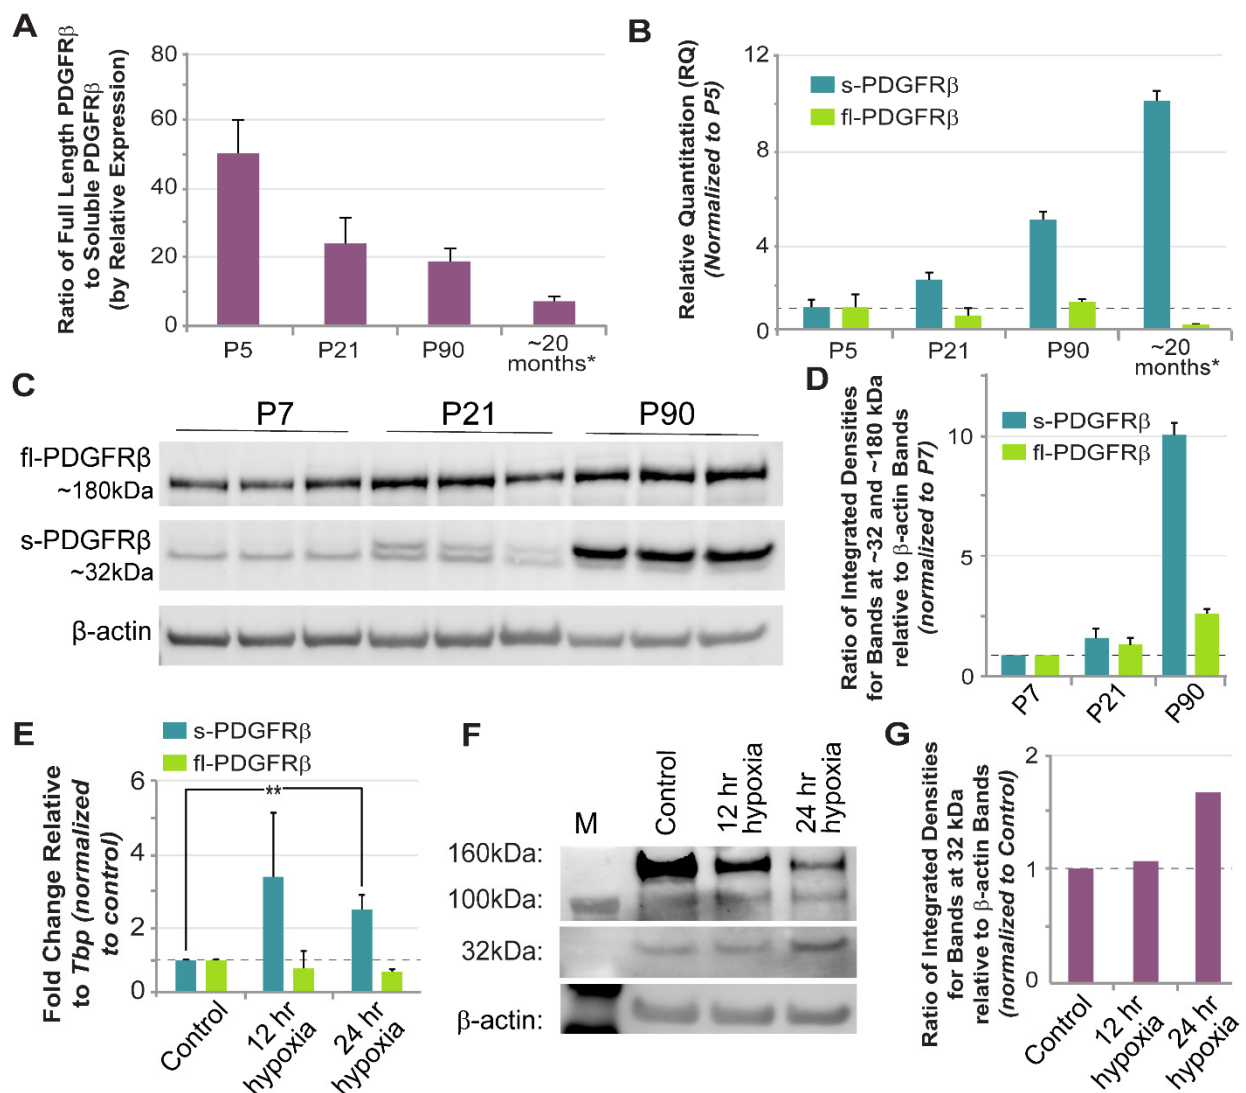 A
Ratio of Full Length PDGFRβ
to Soluble PDGFRβ
(by Relative Expression)
80
60
40
20
0
P5
P21
P90
~20
months*
B
Relative Quantitation (RQ)
(Normalized to P5)
12
8
4
0
s-PDGFRβ
fl-PDGFRβ
P5
P21
P90
~20
months*
C
P7
P21
P90
fl-PDGFRβ
~180kDa
s-PDGFRβ
~32kDa
β-actin
D
Ratio of Integrated Densities
for Bands at ~32 and ~180 kDa
relative to β-actin Bands
(normalized to P7)
10
5
0
s-PDGFRβ
fl-PDGFRβ
P7
P21
P90
E
s-PDGFRβ
fl-PDGFRβ
Fold Change Relative
to Tbp (normalized
to control)
6
4
2
0
**
Control
12 hr
hypoxia
24 hr
hypoxia
F
M
Control
12 hr
hypoxia
24 hr
hypoxia
160kDa:
100kDa:
32kDa:
β-actin:
G
Ratio of Integrated Densities
for Bands at 32 kDa
relative to β-actin Bands
(normalized to Control)
2
1
0
Control
12 hr
hypoxia
24 hr
hypoxia